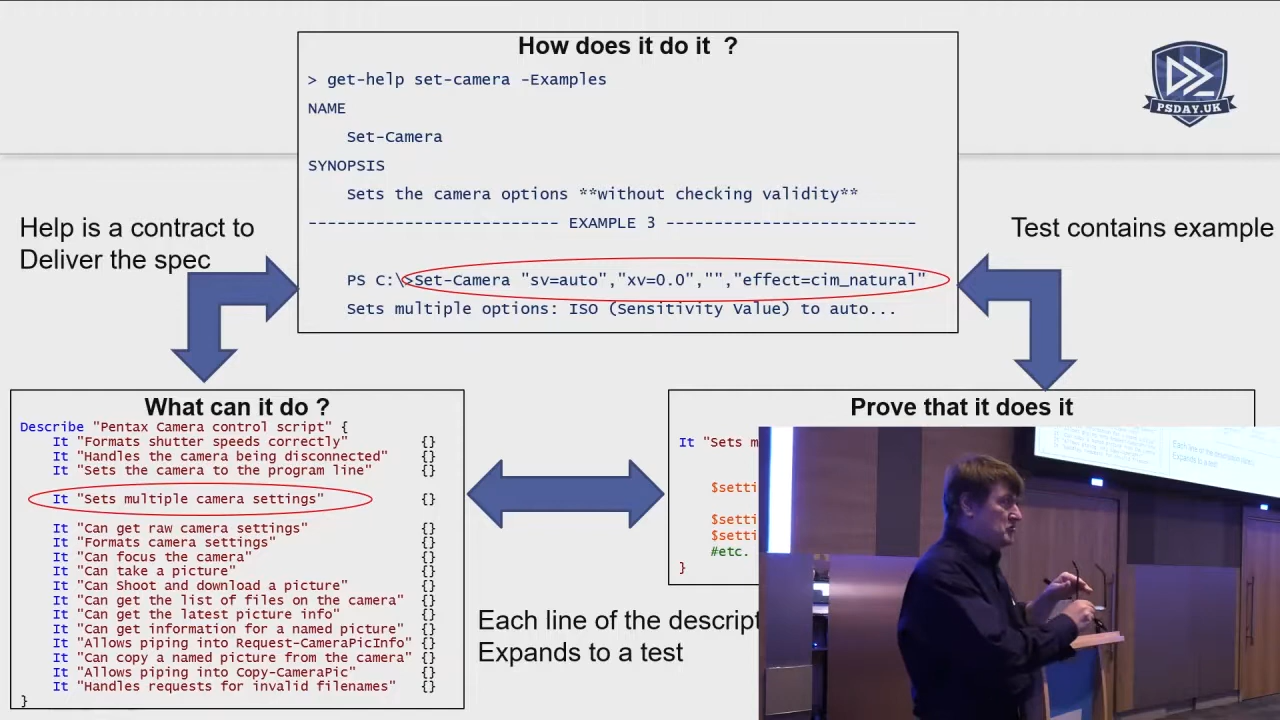 How does it do it ?
> get-help set-camera -Examples
NAME
Set-Camera
SYNOPSIS
Sets the camera options **without checking validity**
-------------------------- EXAMPLE 3 --------------------------
PS C:\>Set-Camera "sv=auto","xv=0.0","","effect=cim_natural"
Sets multiple options: ISO (Sensitivity Value) to auto...
PSDAY.UK
Help is a contract to
Deliver the spec
Test contains example
What can it do ?
Describe "Pentax Camera control script" {
It "Formats shutter speeds correctly" {}
It "Handles the camera being disconnected" {}
It "Sets the camera to the program line" {}
It "Sets multiple camera settings" {}
It "Can get raw camera settings" {}
It "Formats camera settings" {}
It "Can focus the camera" {}
It "Can take a picture" {}
It "Can Shoot and download a picture" {}
It "Can get the list of files on the camera" {}
It "Can get the latest picture info" {}
It "Can get information for a named picture" {}
It "Allows piping into Request-CameraPicInfo" {}
It "Can copy a named picture from the camera" {}
It "Allows piping into Copy-CameraPic" {}
It "Handles requests for invalid filenames" {}
}
Prove that it does it
It "Sets m
$setti
$setti
$setti
#etc.
}
Each line of the descript
Expands to a test
Each line of the description
Expands to a test